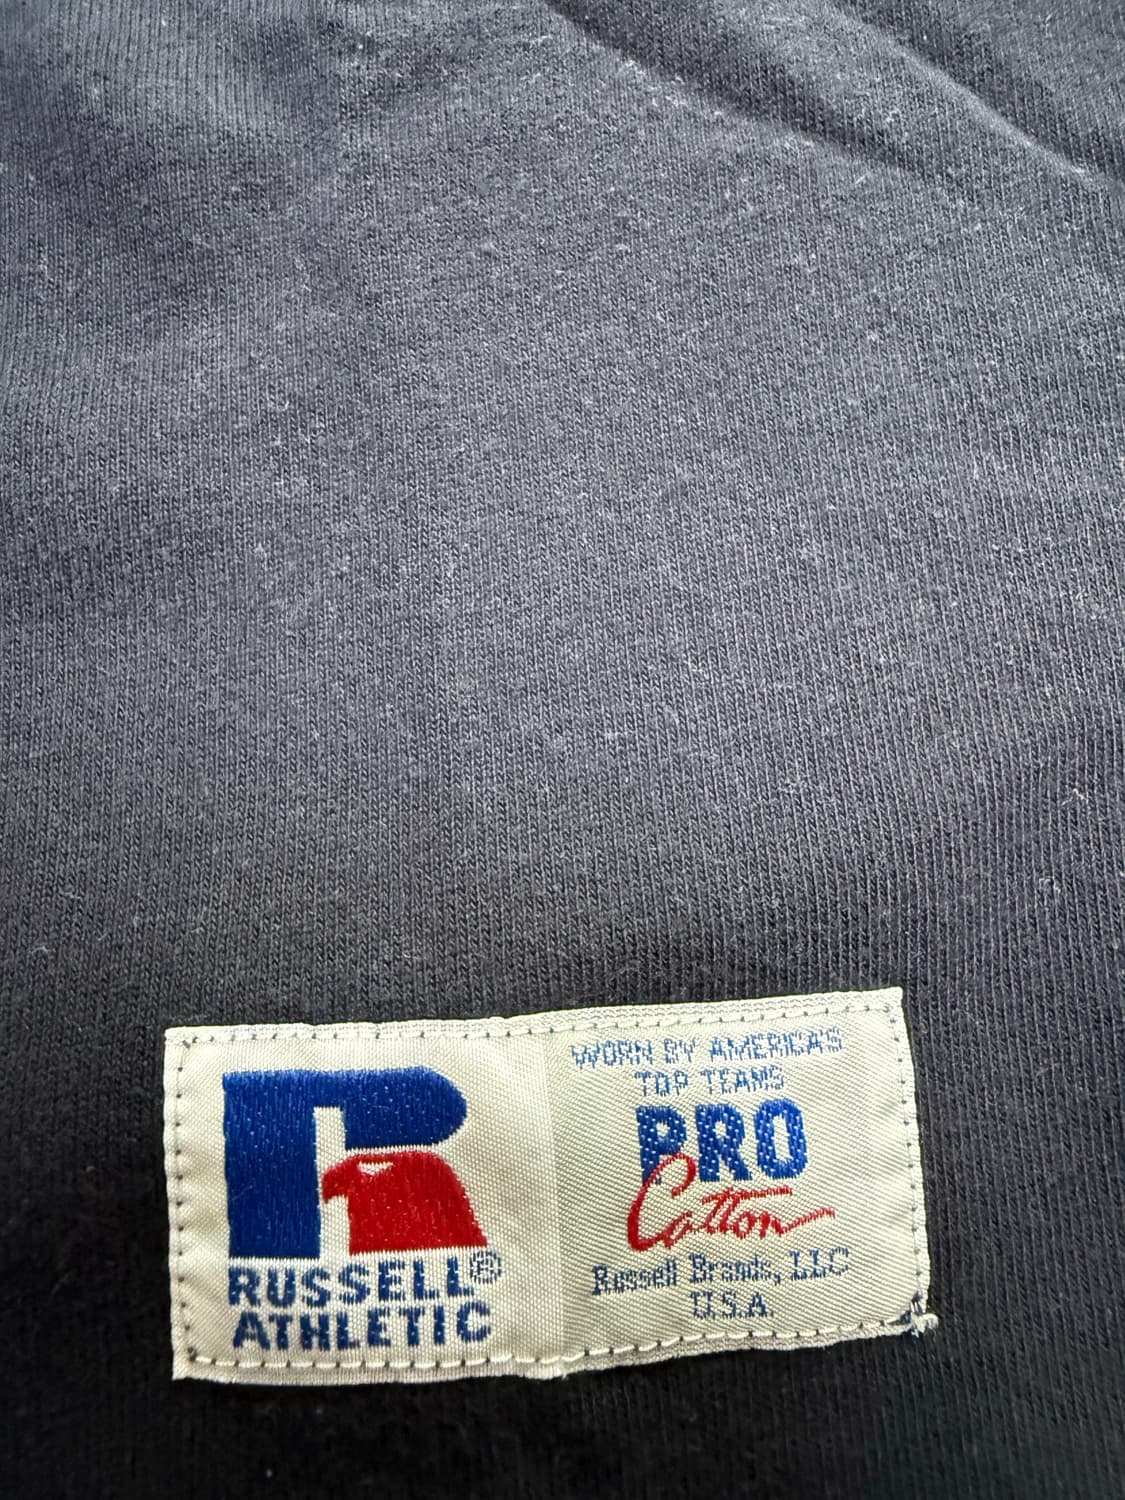 RUSSELL®
ATHLETIC
WORN BY AMERICA'S
TOP TEAMS
PRO
Cotton
Russell Brands, LLC
U.S.A.